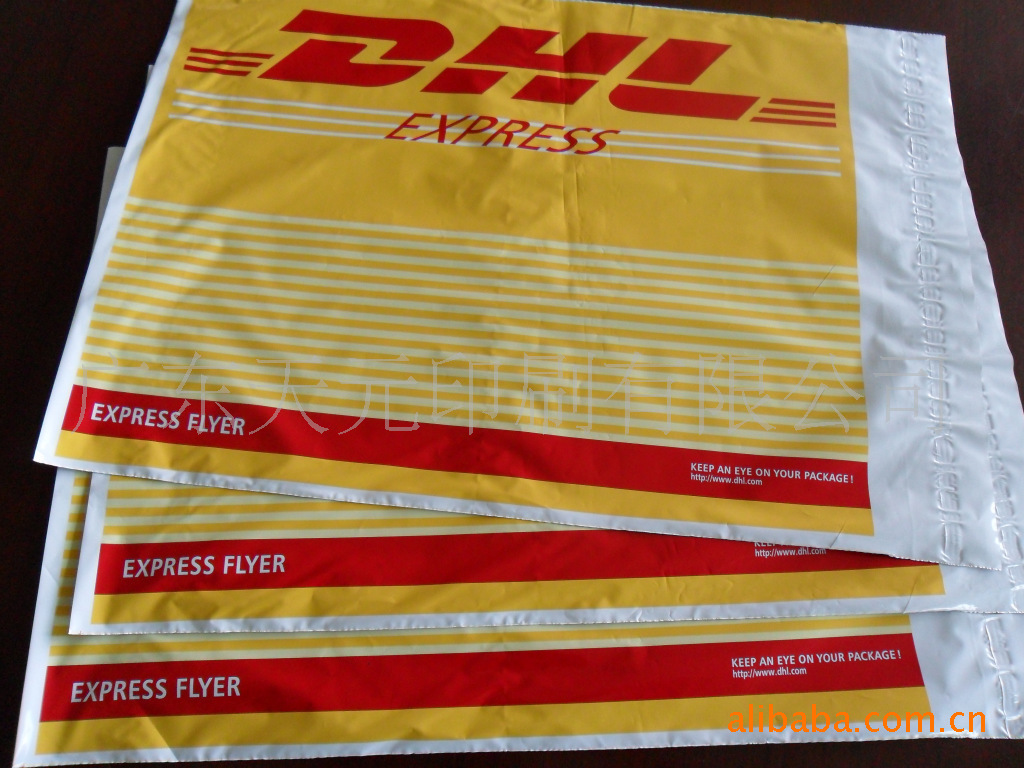 DHL
EXPRESS
广东天元印刷有限公司
EXPRESS FLYER
KEEP AN EYE ON YOUR PACKAGE!
http://www.dhl.com
EXPRESS FLYER
http://www.dhl.com
EXPRESS FLYER
KEEP AN EYE ON YOUR PACKAGE!
http://www.dhl.com
alibaba.com.cn